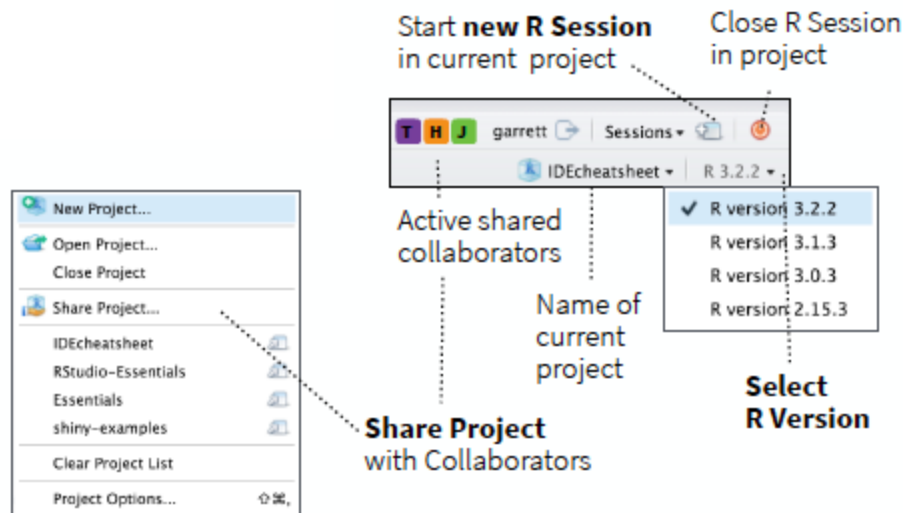 Start new R Session
in current project
Close R Session
in project
T H J garrett Sessions
IDEcheatsheet R 3.2.2
✓ R version 3.2.2
R version 3.1.3
R version 3.0.3
R version 2.15.3
Active shared
collaborators
Name of
current
project
Select
R Version
Share Project
with Collaborators
New Project...
Open Project...
Close Project
Share Project...
IDEcheatsheet
RStudio-Essentials
Essentials
shiny-examples
Clear Project List
Project Options... ⇧⌘,